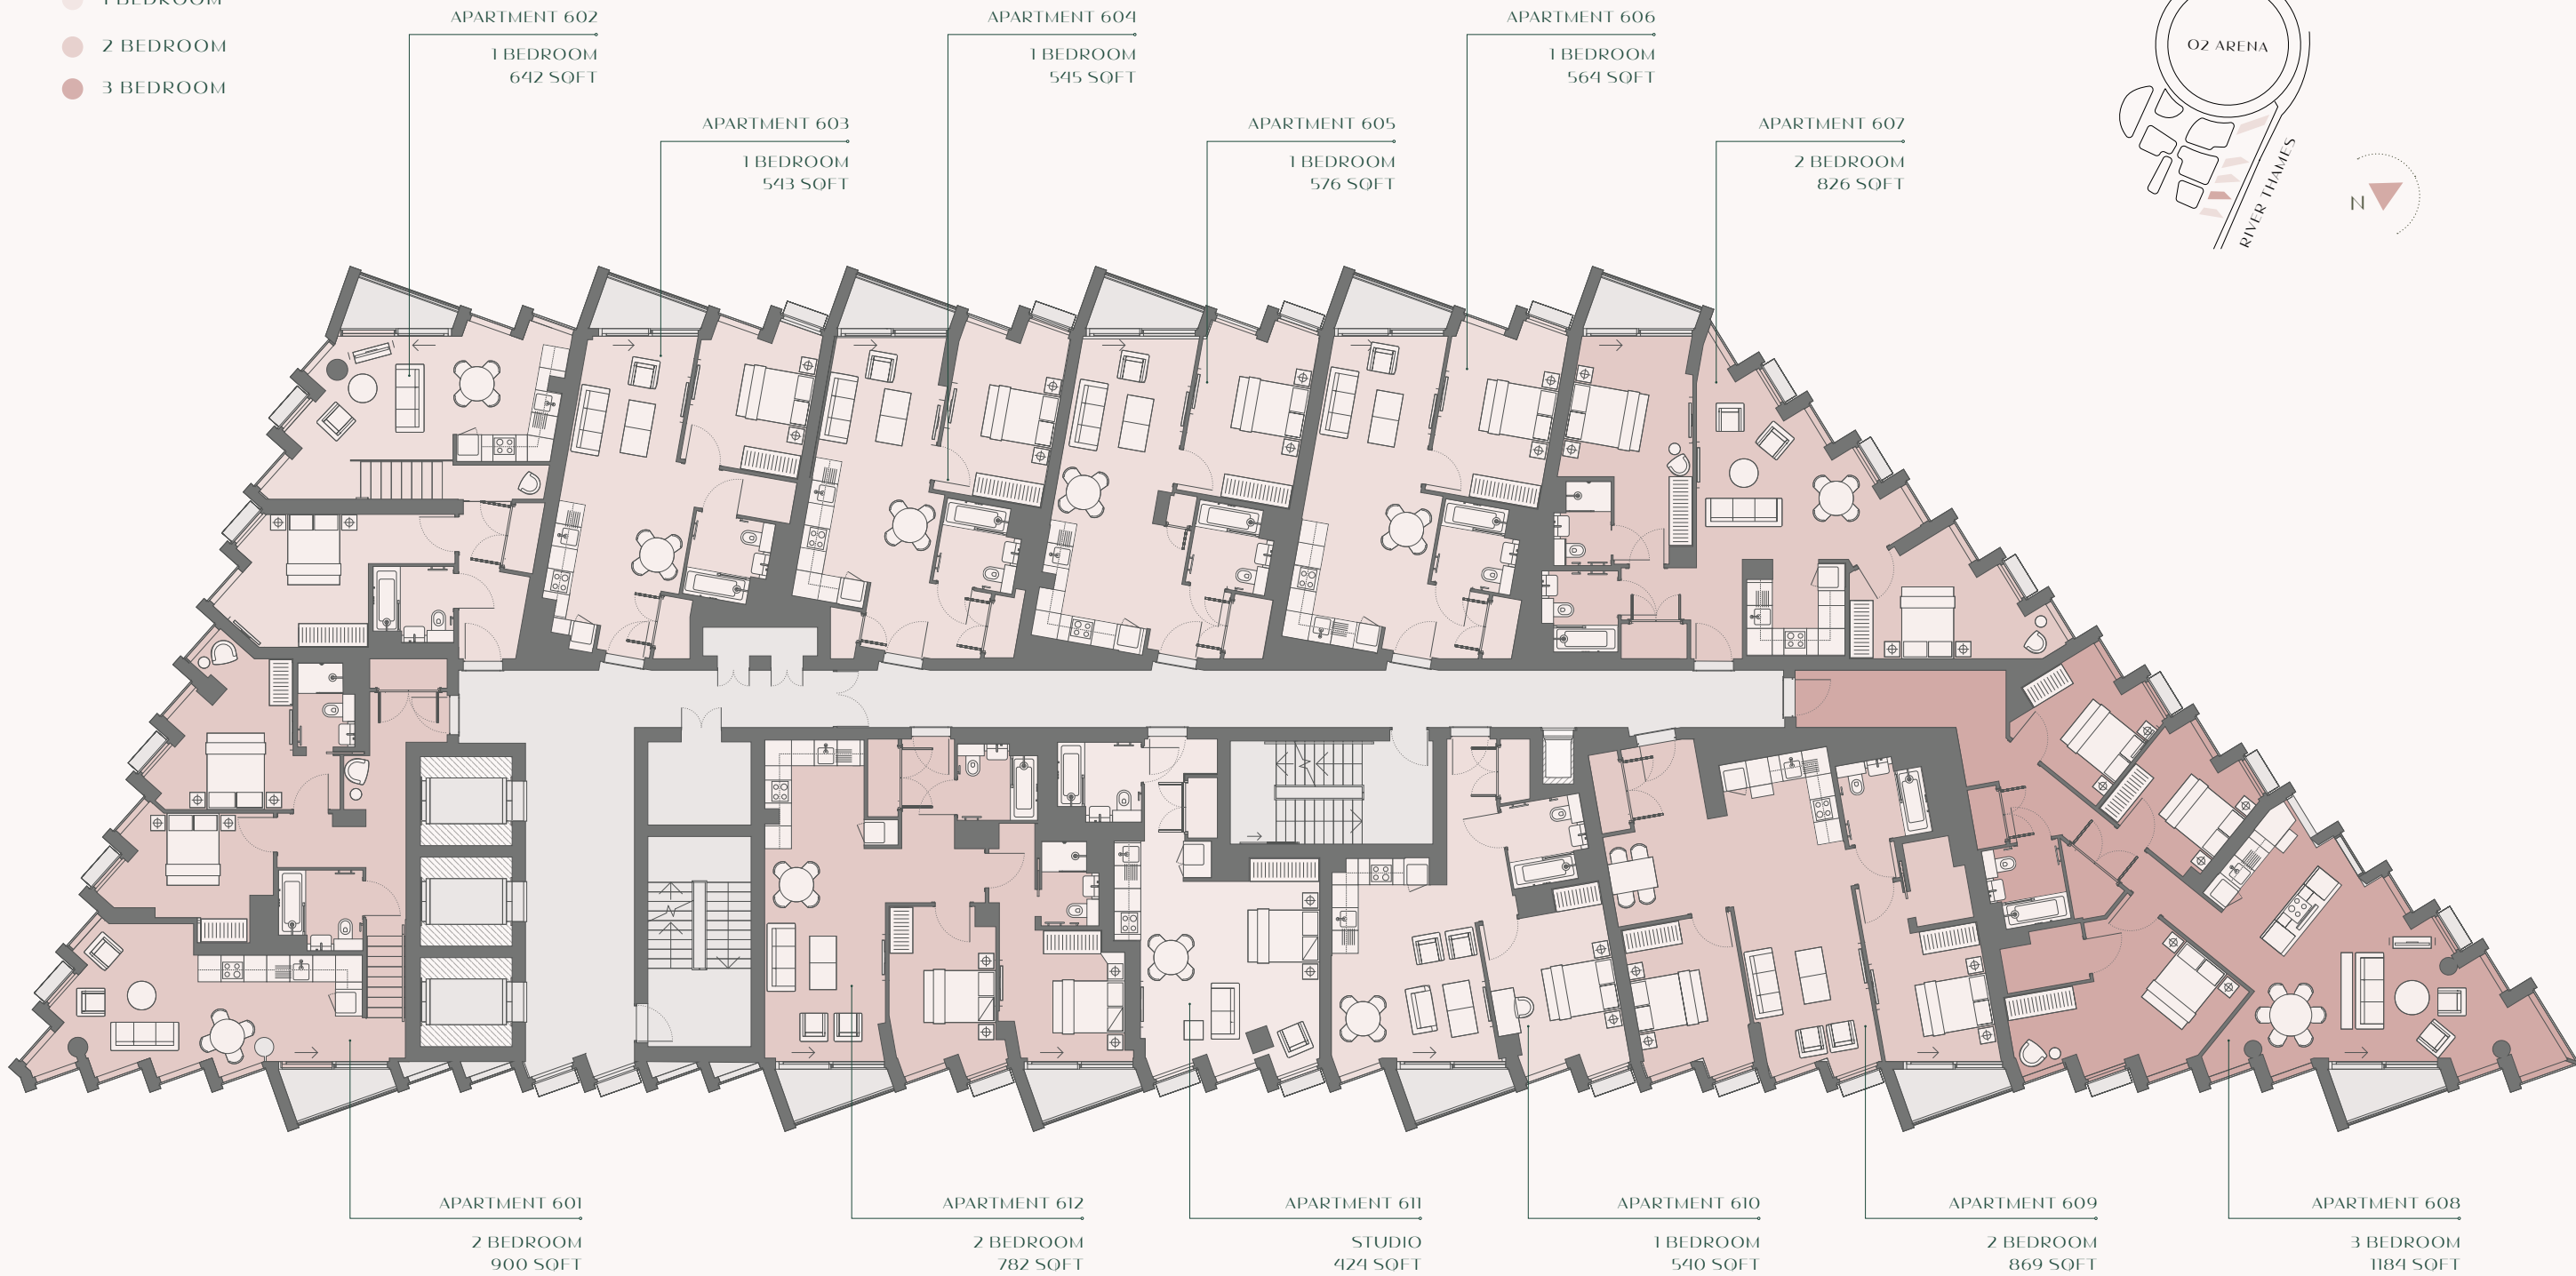 1 BEDROOM
2 BEDROOM
3 BEDROOM
APARTMENT 602
1 BEDROOM
642 SQFT
APARTMENT 603
1 BEDROOM
543 SQFT
APARTMENT 604
1 BEDROOM
545 SQFT
APARTMENT 605
1 BEDROOM
576 SQFT
APARTMENT 606
1 BEDROOM
564 SQFT
APARTMENT 607
2 BEDROOM
826 SQFT
O2 ARENA
RIVER THAMES
N
APARTMENT 601
2 BEDROOM
900 SQFT
APARTMENT 612
2 BEDROOM
782 SQFT
APARTMENT 611
STUDIO
424 SQFT
APARTMENT 610
1 BEDROOM
540 SQFT
APARTMENT 609
2 BEDROOM
869 SQFT
APARTMENT 608
3 BEDROOM
1184 SQFT